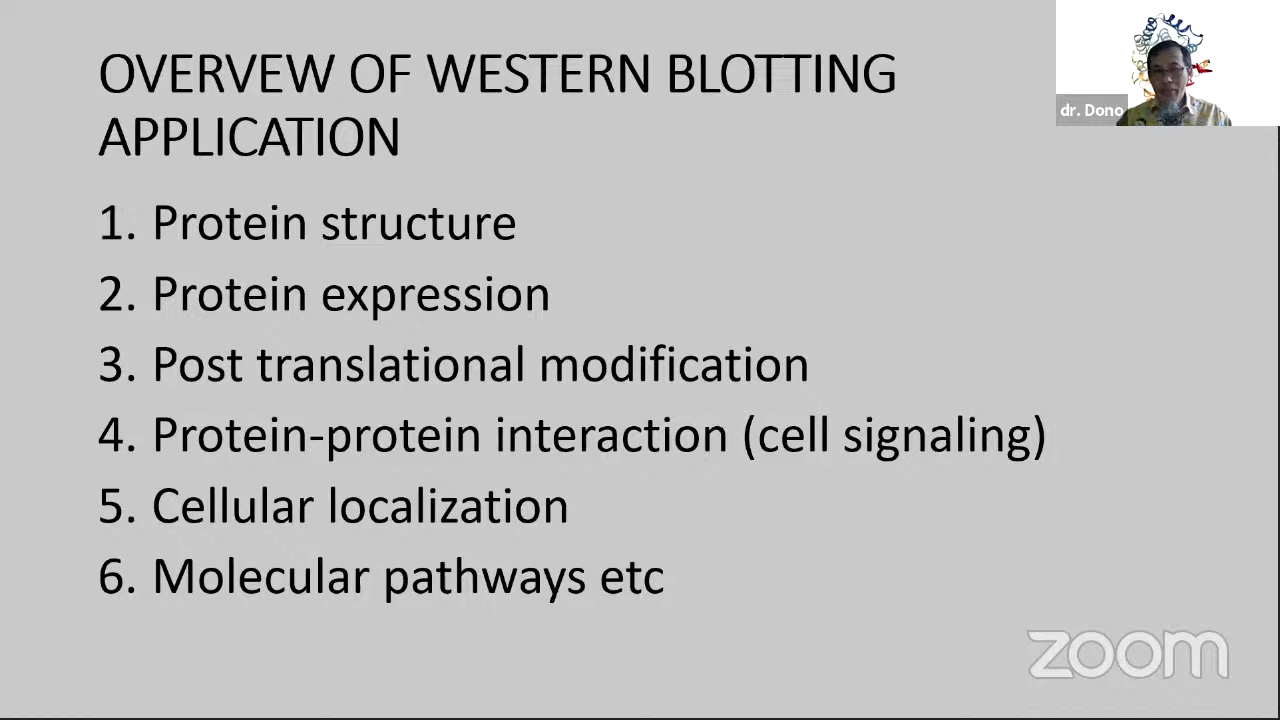 OVERVEW OF WESTERN BLOTTING
APPLICATION
dr. Dono
1. Protein structure
2. Protein expression
3. Post translational modification
4. Protein-protein interaction (cell signaling)
5. Cellular localization
6. Molecular pathways etc
zoom